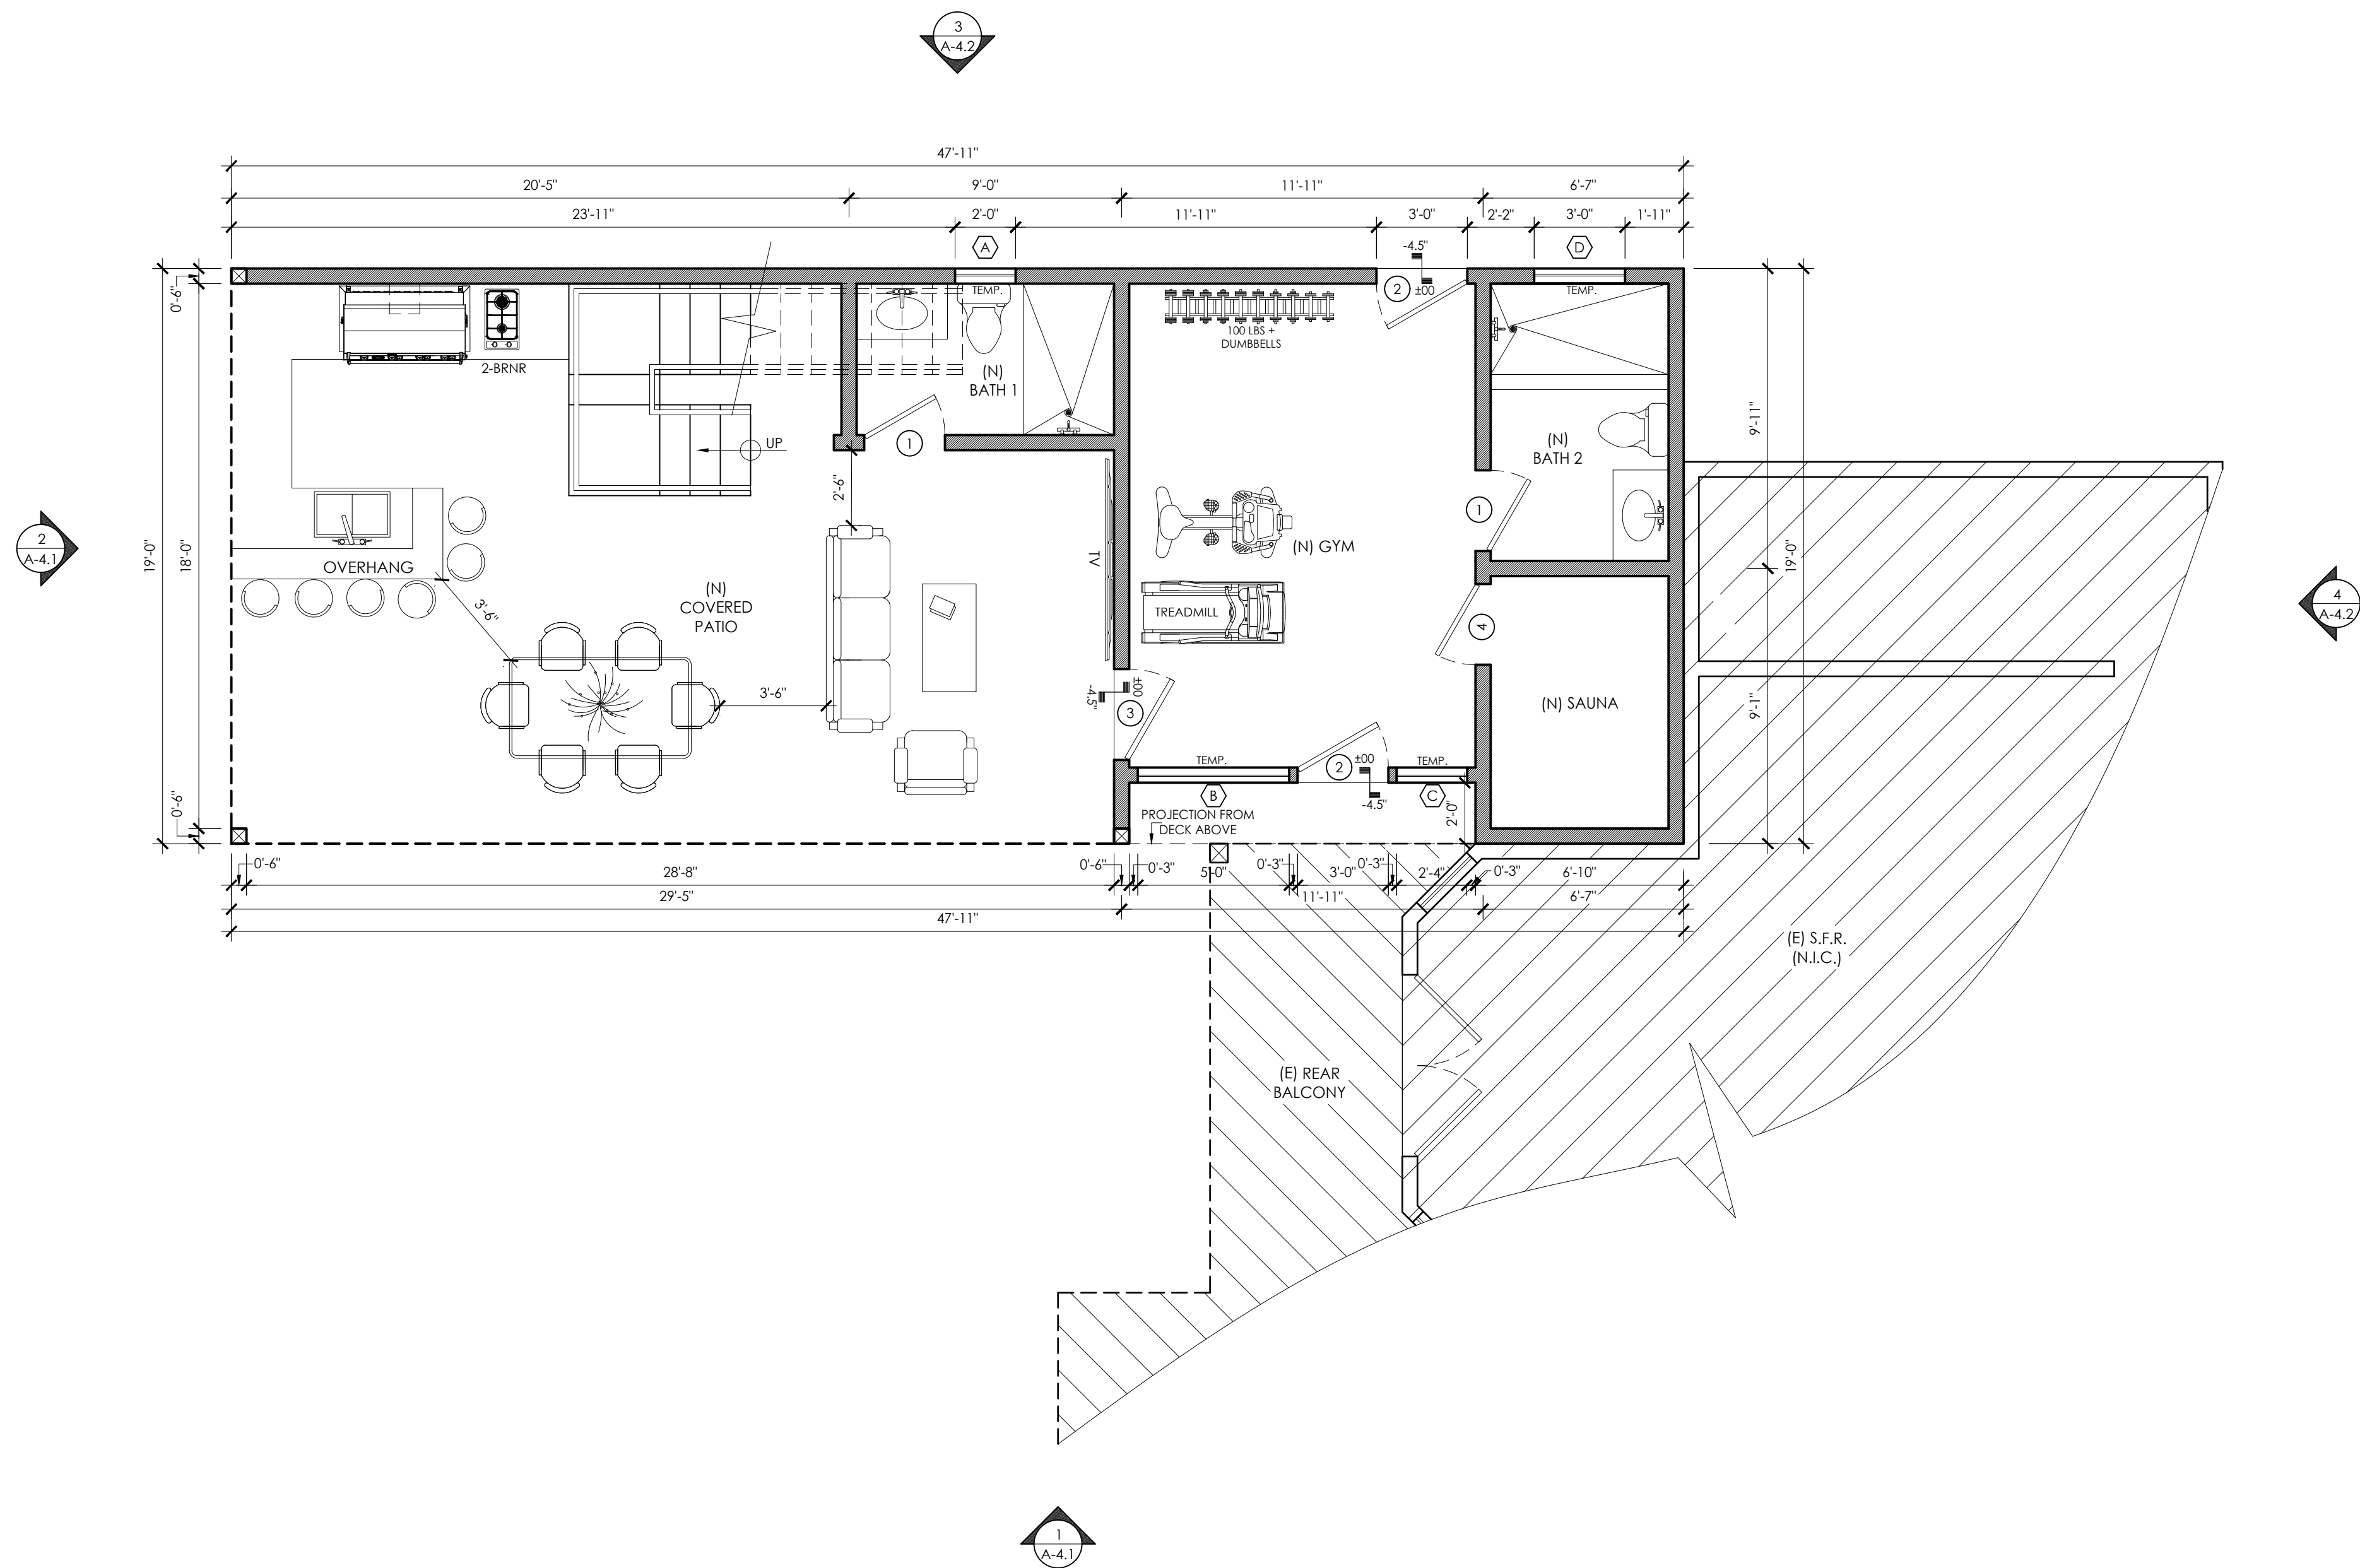 3
A-4.2
47'-11"
20'-5"
9'-0"
11'-11"
6'-7"
23'-11"
2'-0"
11'-11"
3'-0"
2'-2"
3'-0"
1'-11"
A
-4.5"
D
0'-6"
TEMP.
2
±00
TEMP.
100 LBS +
DUMBBELLS
2-BRNR
(N)
BATH 1
9'-11"
1
UP
(N)
BATH 2
2'-6"
1
2
A-4.1
19'-0"
18'-0"
(N) GYM
19'-0"
TV
OVERHANG
(N)
COVERED
PATIO
3'-6"
TREADMILL
4
4
A-4.2
3'-6"
±00
-4.5"
3
(N) SAUNA
9'-1"
TEMP.
2
±00
TEMP.
B
C
-4.5"
0'-6"
2'-0"
PROJECTION FROM
DECK ABOVE
0'-6"
28'-8"
0'-6"
0'-3"
5'-0"
0'-3"
3'-0"
0'-3"
2'-4"
0'-3"
6'-10"
29'-5"
11'-11"
6'-7"
47'-11"
(E) S.F.R.
(N.I.C.)
(E) REAR
BALCONY
1
A-4.1